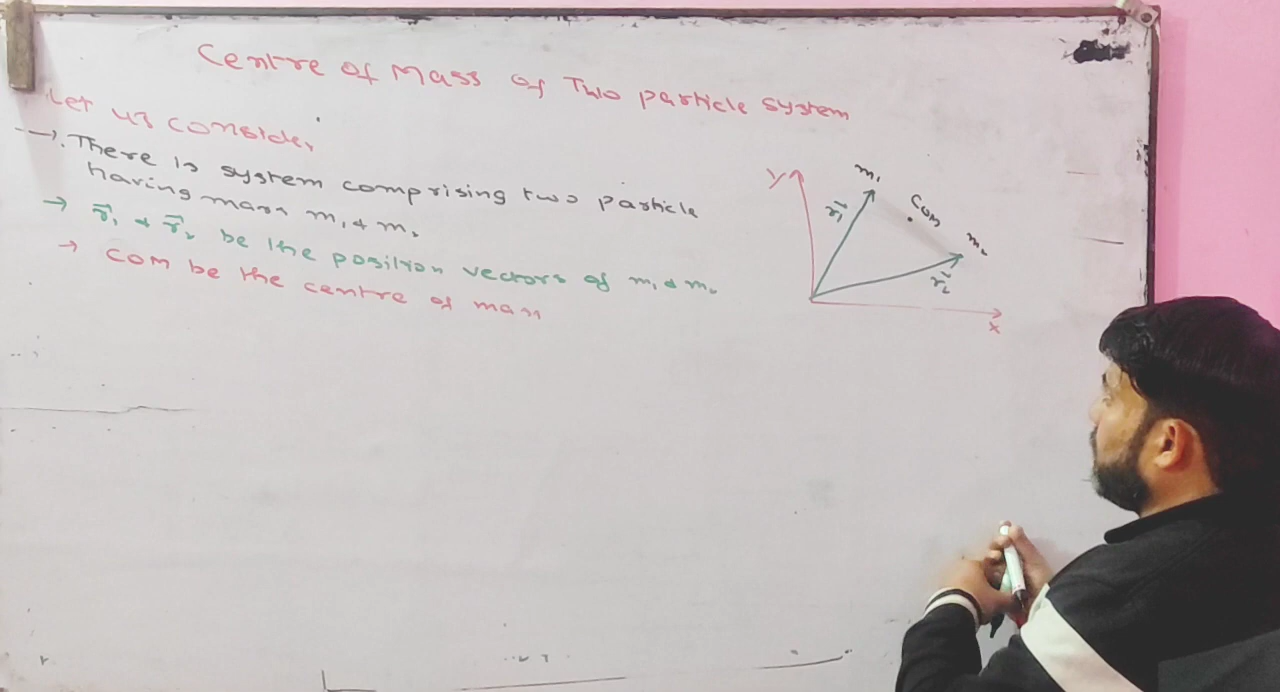 Centre of Mass of Two particle system
Let us consider,
→ There is system comprising two particle
having mass m₁ & m₂
→ r⃗₁ & r⃗₂ be the position vectors of m₁ & m₂
→ COM be the centre of mass
Y
m₁
r⃗₁
COM
m₂
r⃗₂
X